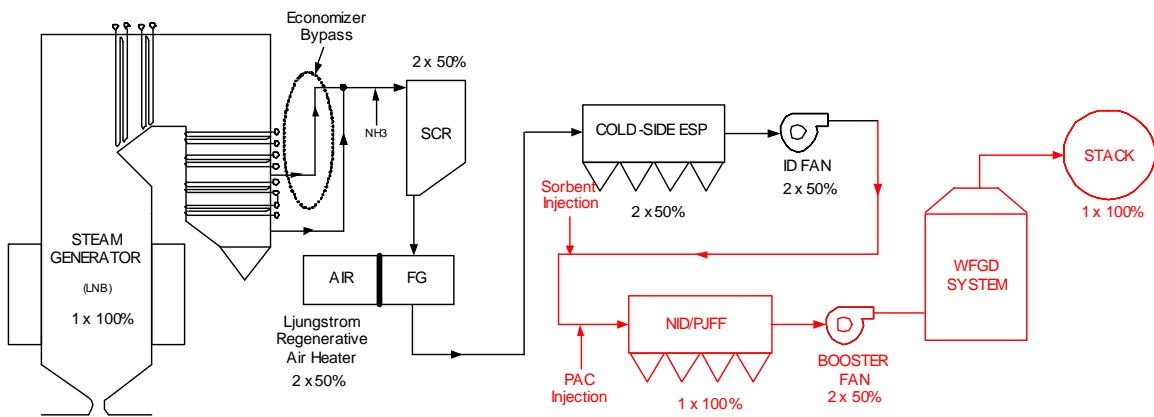 Economizer
Bypass
2 x 50%
NH3
SCR
STEAM
GENERATOR
(LNB)
1 x 100%
AIR
FG
Ljungstrom
Regenerative
Air Heater
2 x 50%
COLD-SIDE ESP
2 x 50%
ID FAN
2 x 50%
Sorbent
Injection
NID/PJFF
PAC
Injection
1 x 100%
BOOSTER
FAN
2 x 50%
WFGD
SYSTEM
STACK
1 x 100%